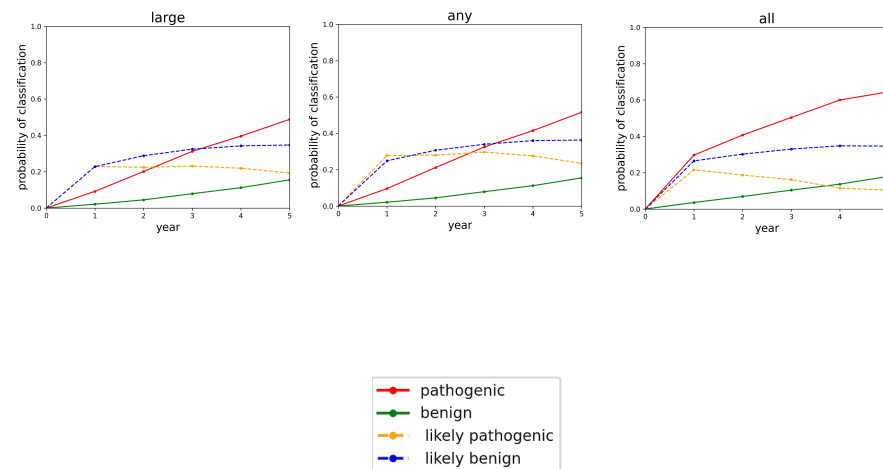 large
any
all
probability of classification
1.0
0.8
0.6
0.4
0.2
0.0
0 1 2 3 4 5
year
probability of classification
1.0
0.8
0.6
0.4
0.2
0.0
0 1 2 3 4 5
year
probability of classification
1.0
0.8
0.6
0.4
0.2
0.0
0 1 2 3 4
year
pathogenic
benign
likely pathogenic
likely benign